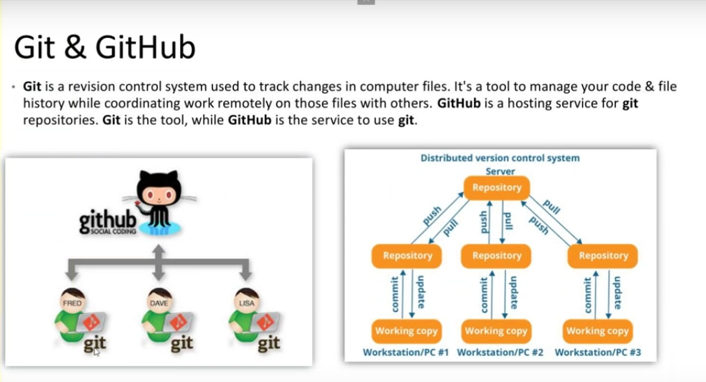 Git & GitHub
• Git is a revision control system used to track changes in computer files. It's a tool to manage your code & file
history while coordinating work remotely on those files with others. GitHub is a hosting service for git
repositories. Git is the tool, while GitHub is the service to use git.
github
SOCIAL CODING
FRED
DAVE
LISA
git
git
git
Distributed version control system
Server
Repository
push
pull
push
pull
pull
push
Repository
Repository
Repository
commit
update
commit
update
commit
update
Working copy
Working copy
Working copy
Workstation/PC #1
Workstation/PC #2
Workstation/PC #3